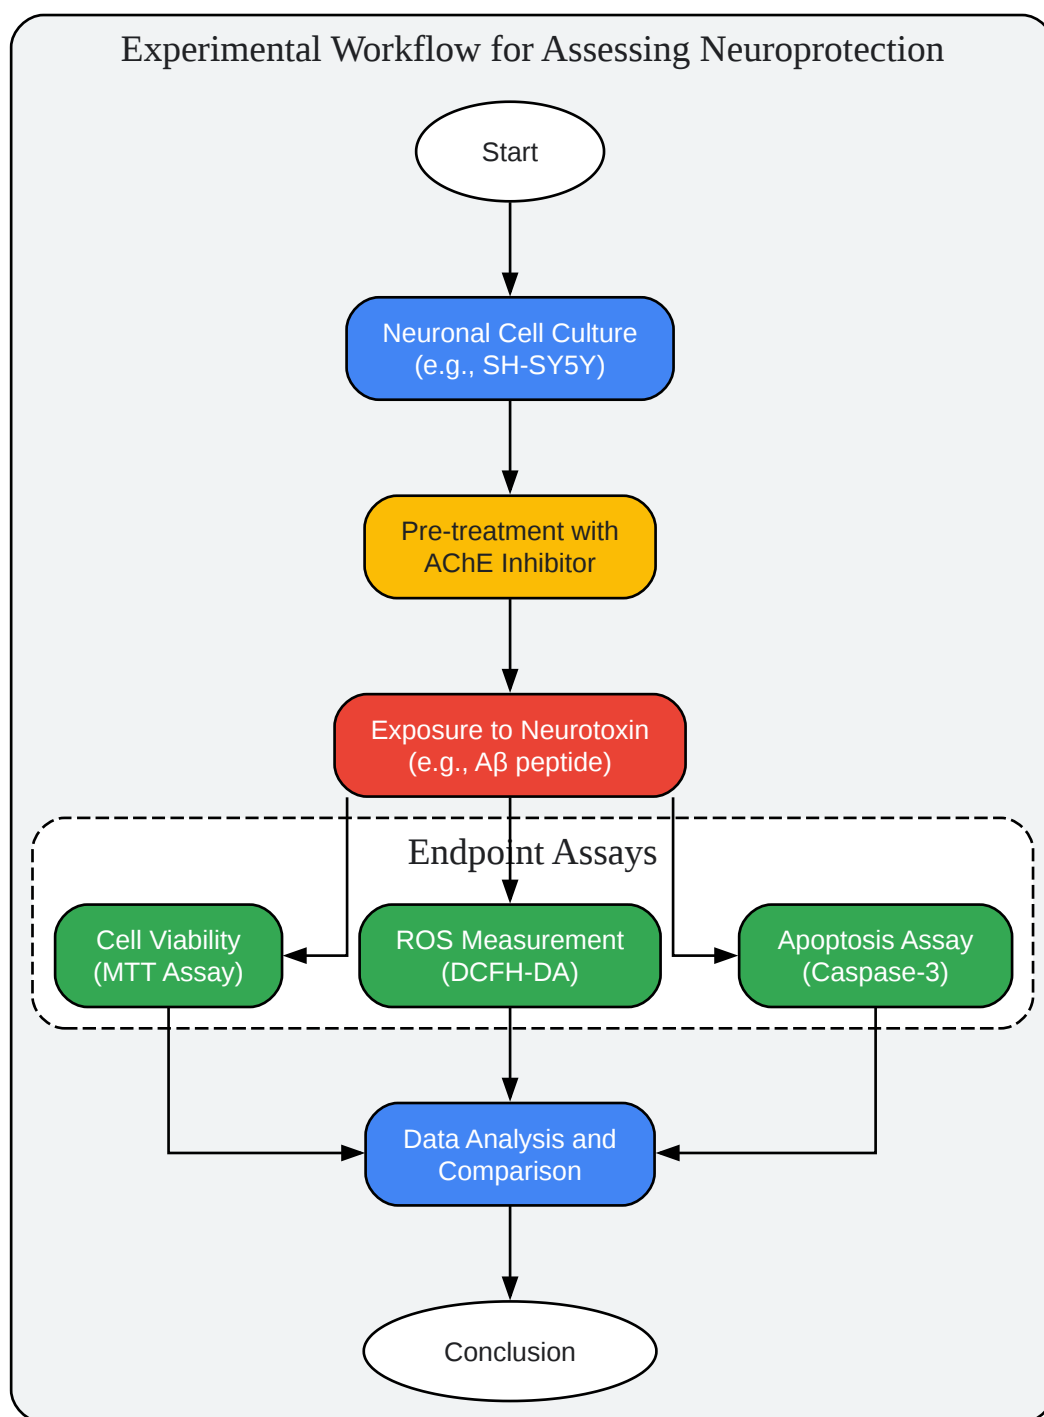 Experimental Workflow for Assessing Neuroprotection
Start
Neuronal Cell Culture
(e.g., SH-SY5Y)
Pre-treatment with
AChE Inhibitor
Exposure to Neurotoxin
(e.g., Aβ peptide)
Endpoint Assays
Cell Viability
(MTT Assay)
ROS Measurement
(DCFH-DA)
Apoptosis Assay
(Caspase-3)
Data Analysis and
Comparison
Conclusion